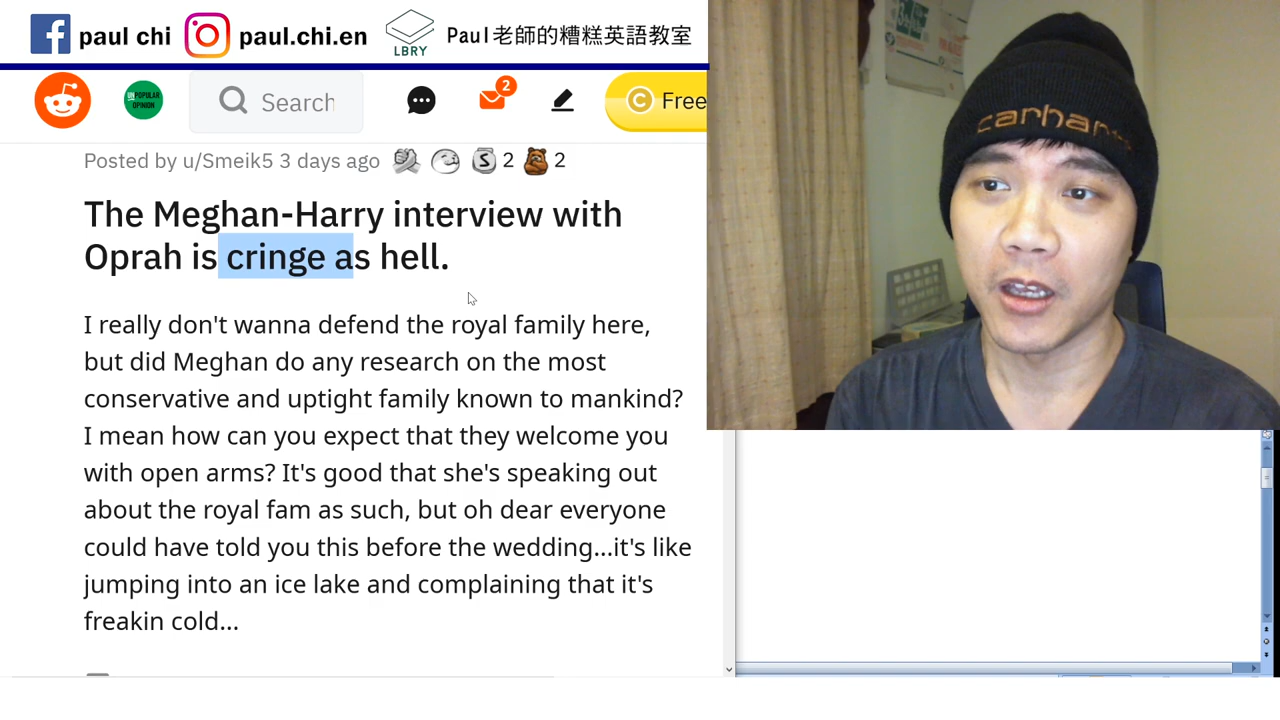 paul chi
paul.chi.en
LBRY
Paul老師的糟糕英語教室
UNPOPULAR
OPINION
Search
2
Free
Posted by u/Smeik5 3 days ago
S 2
2
The Meghan-Harry interview with
Oprah is cringe as hell.
I really don't wanna defend the royal family here,
but did Meghan do any research on the most
conservative and uptight family known to mankind?
I mean how can you expect that they welcome you
with open arms? It's good that she's speaking out
about the royal fam as such, but oh dear everyone
could have told you this before the wedding...it's like
jumping into an ice lake and complaining that it's
freakin cold...
carhartt